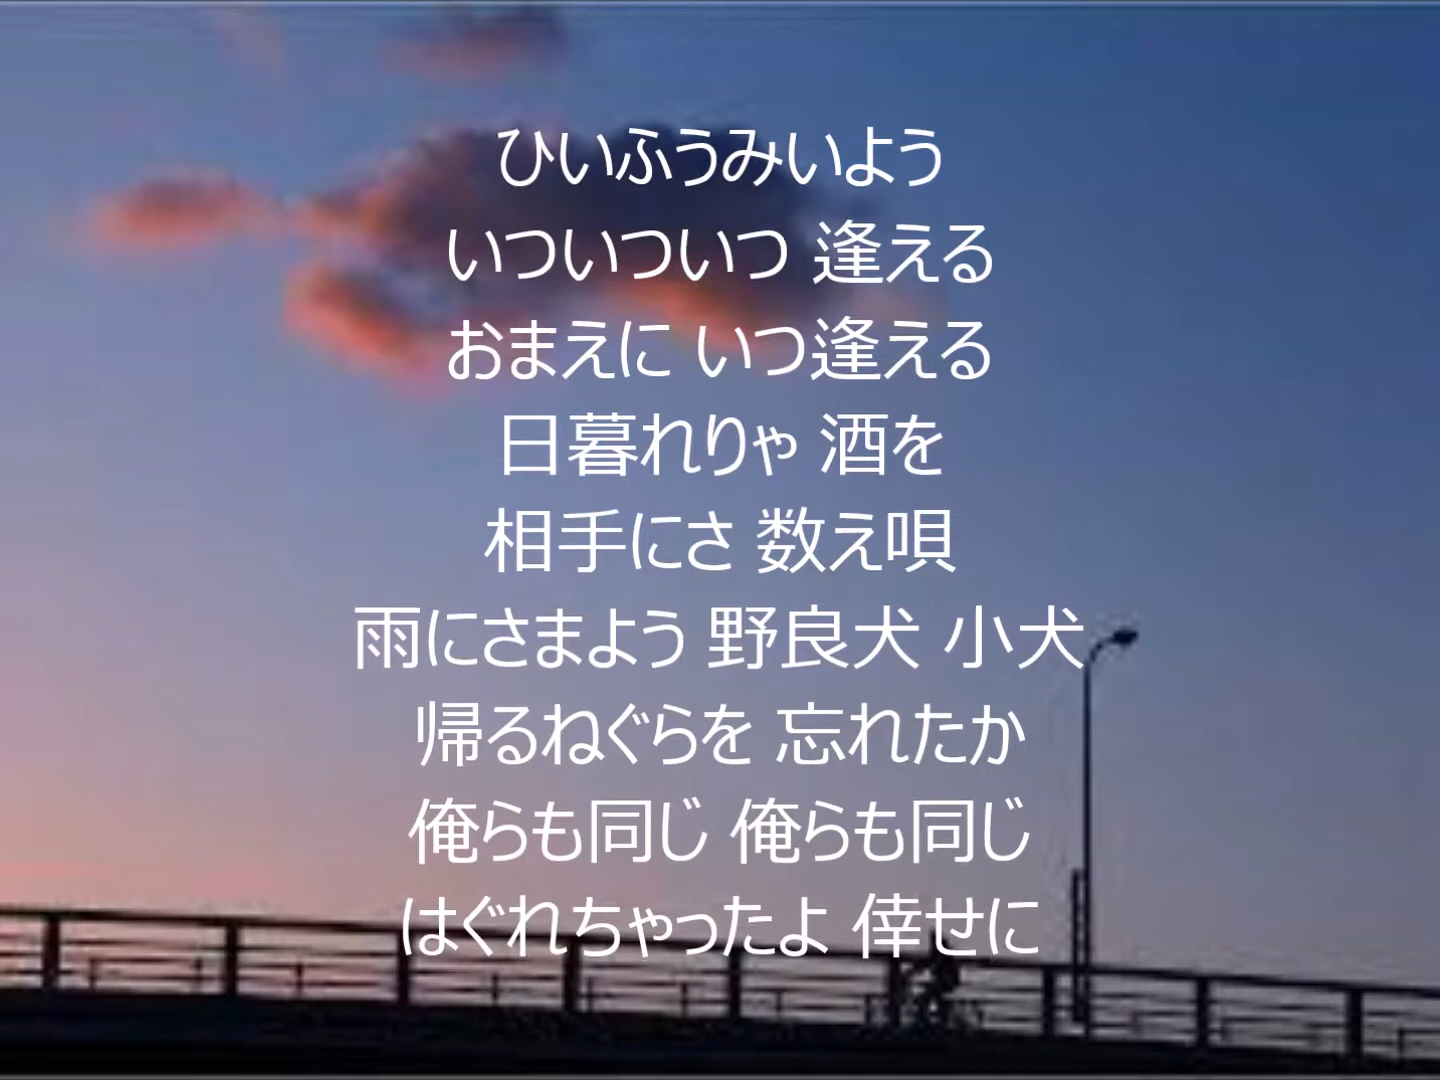 ひいふうみいよう
いついついつ 逢える
おまえに いつ逢える
日暮れりゃ 酒を
相手にさ 数え唄
雨にさまよう 野良犬 小犬
帰るねぐらを 忘れたか
俺らも同じ 俺らも同じ
はぐれちゃったよ 倖せに